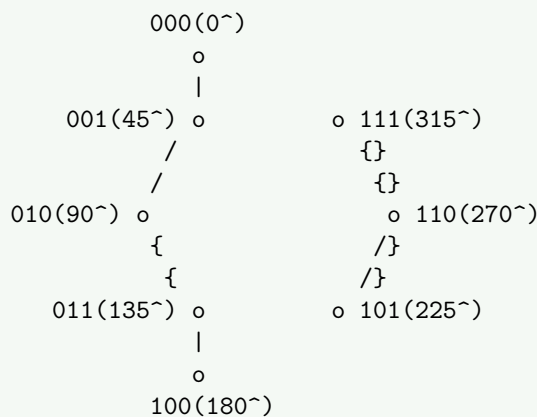 000(0^)
o
|
001(45^) o o 111(315^)
/ {}
/ {}
010(90^) o o 110(270^)
{ /}
{ /}
011(135^) o o 101(225^)
|
o
100(180^)